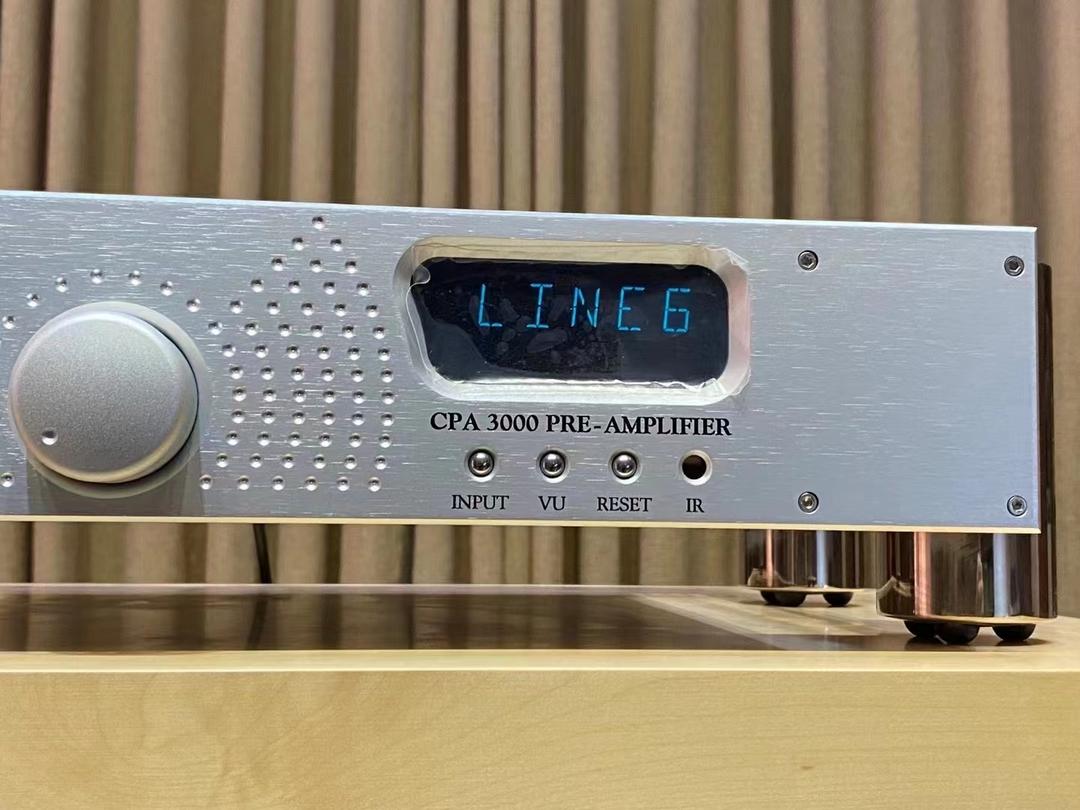 LINE6
CPA 3000 PRE-AMPLIFIER
INPUT VU RESET IR